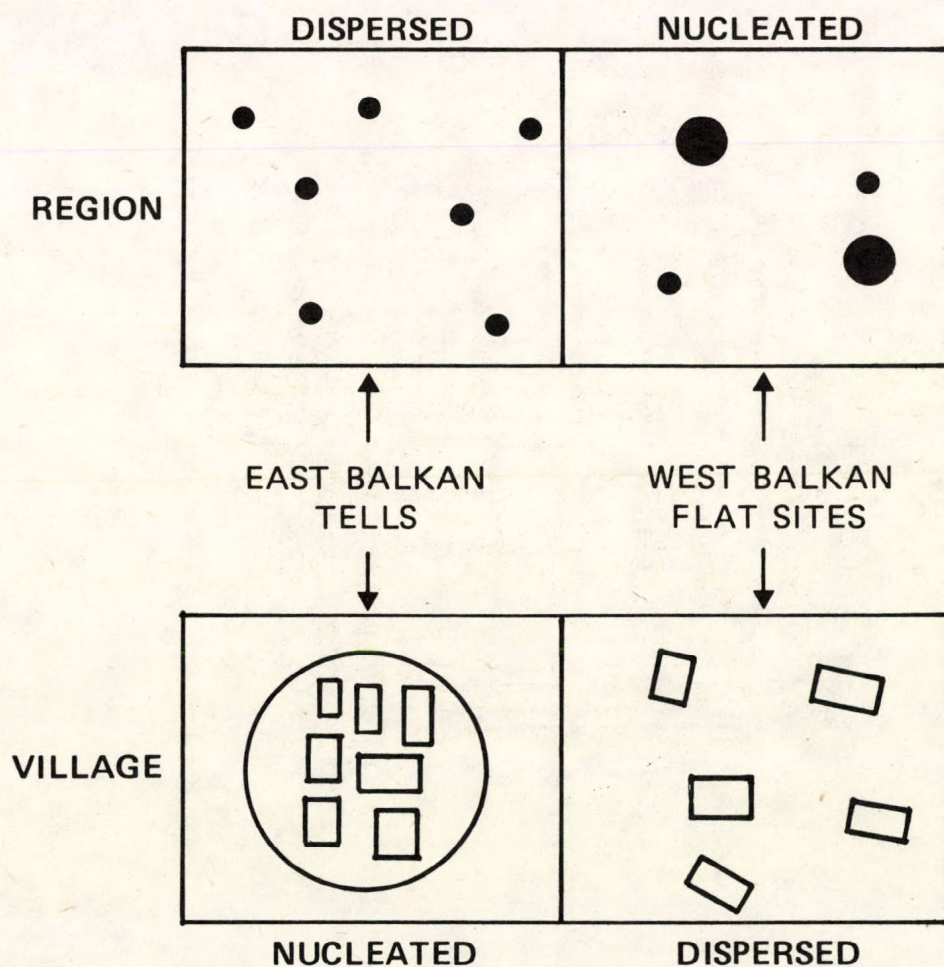 DISPERSED NUCLEATED
REGION
EAST BALKAN
TELLS
WEST BALKAN
FLAT SITES
VILLAGE
NUCLEATED DISPERSED